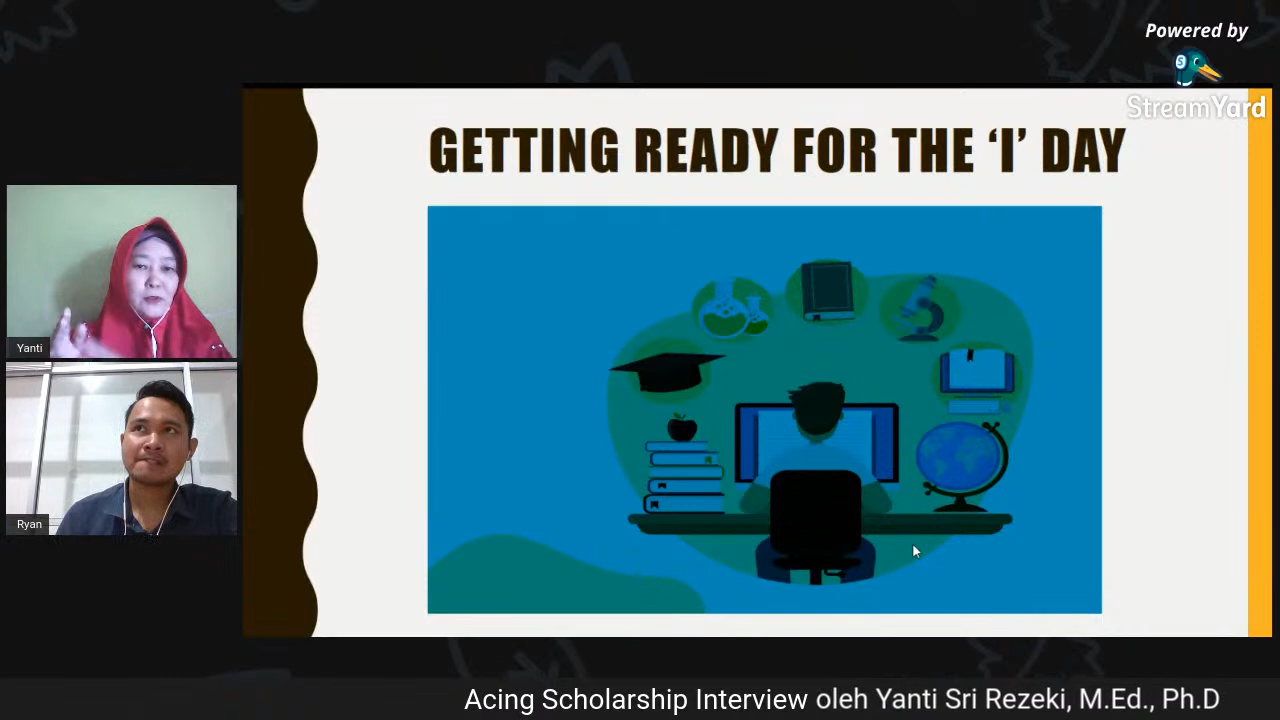 Powered by
StreamYard
GETTING READY FOR THE ‘I’ DAY
Yanti
Ryan
Acing Scholarship Interview oleh Yanti Sri Rezeki, M.Ed., Ph.D